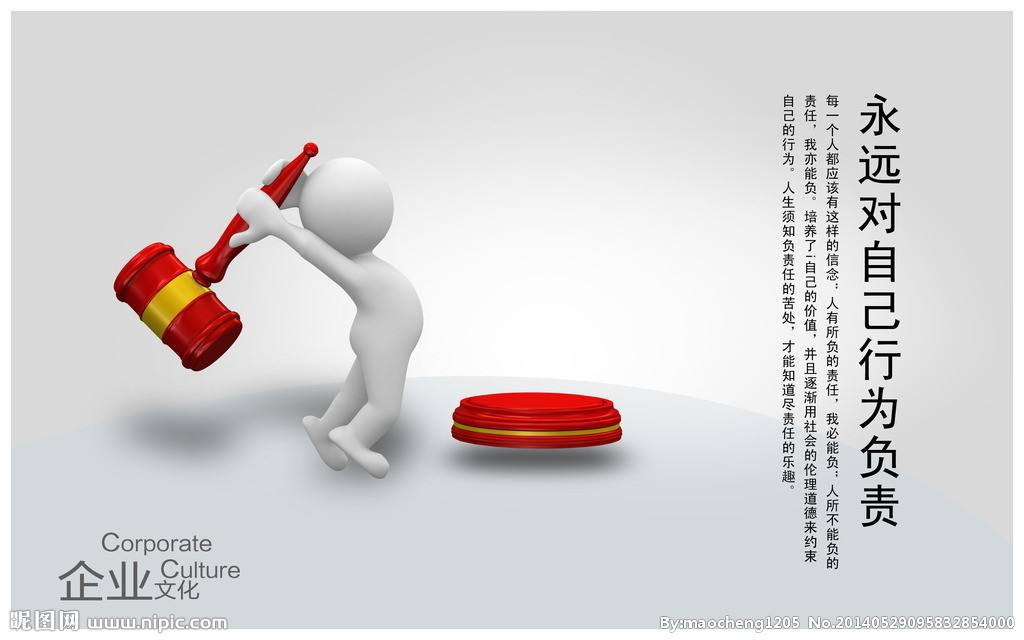 永远对自己行为负责
每一个人都应该有这样的信念：人有所负的责任，我必能负；人所不能负的
责任，我亦能负。培养了i自己的价值，并且逐渐用社会的伦理道德来约束
自己的行为。人生须知负责任的苦处，才能知道尽责任的乐趣。
Corporate
Culture
企业文化
昵图网 www.nipic.com
By:maocheng1205 No.20140529095832854000